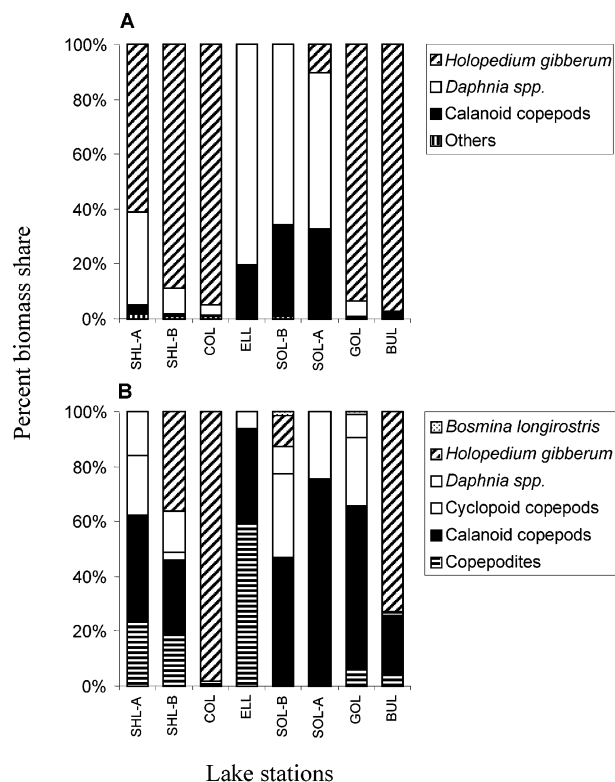 A
100%
80%
60%
40%
20%
0%
SHL-A
SHL-B
COL
ELL
SOL-B
SOL-A
GOL
BUL
Holopedium gibberum
Daphnia spp.
Calanoid copepods
Others
Percent biomass share
B
100%
80%
60%
40%
20%
0%
SHL-A
SHL-B
COL
ELL
SOL-B
SOL-A
GOL
BUL
Bosmina longirostris
Holopedium gibberum
Daphnia spp.
Cyclopoid copepods
Calanoid copepods
Copepodites
Lake stations